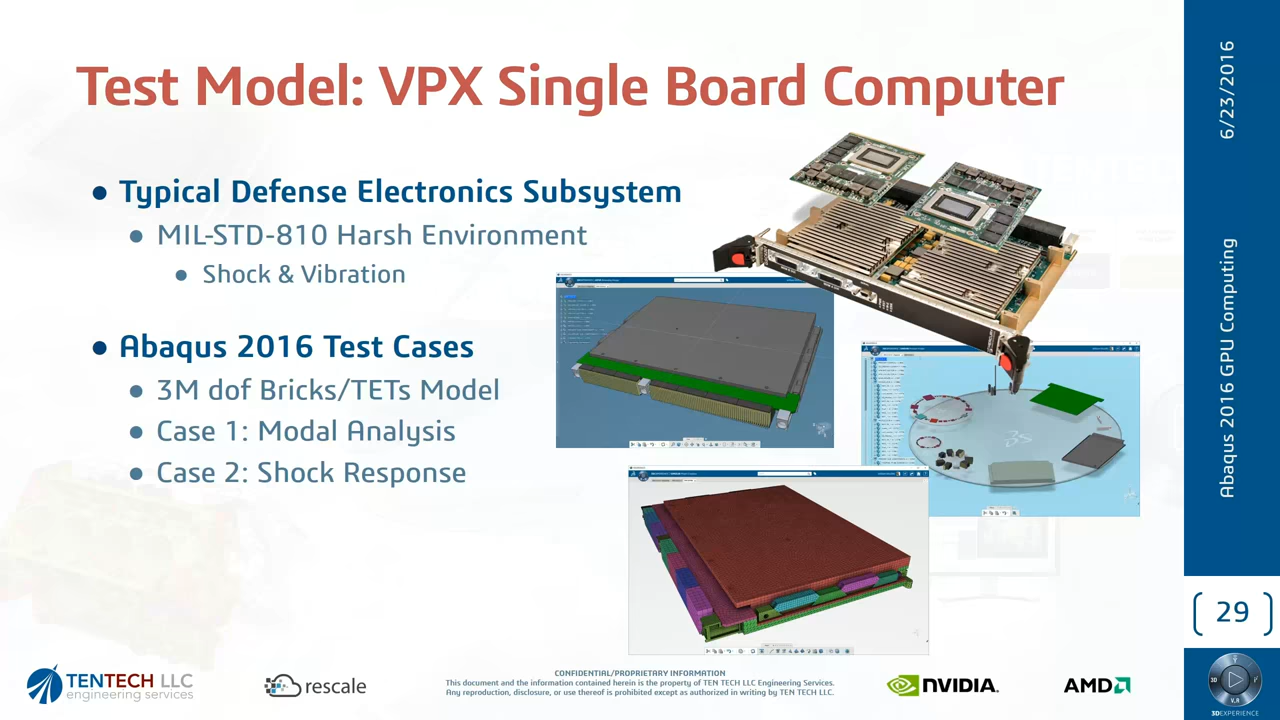 Test Model: VPX Single Board Computer
● Typical Defense Electronics Subsystem
● MIL-STD-810 Harsh Environment
● Shock & Vibration
● Abaqus 2016 Test Cases
● 3M dof Bricks/TETs Model
● Case 1: Modal Analysis
● Case 2: Shock Response
6/23/2016
Abaqus 2016 GPU Computing
29
TENTECH LLC
engineering services
rescale
CONFIDENTIAL/PROPRIETARY INFORMATION
This document and the information contained herein is the property of TEN TECH LLC Engineering Services.
Any reproduction, disclosure, or use thereof is prohibited except as authorized in writing by TEN TECH LLC.
NVIDIA.
AMD
3D
V.R
3DEXPERIENCE